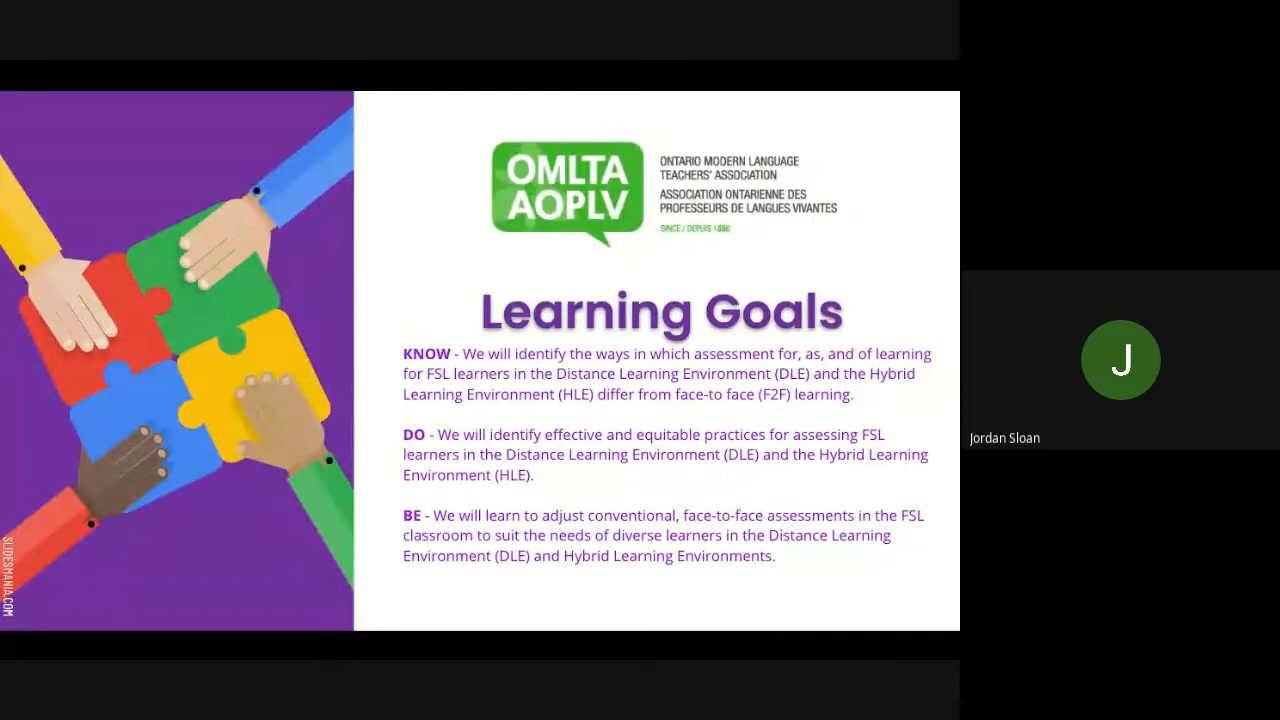 OMLTA
AOPLV
ONTARIO MODERN LANGUAGE
TEACHERS' ASSOCIATION
ASSOCIATION ONTARIENNE DES
PROFESSEURS DE LANGUES VIVANTES
SINCE / DEPUIS 1886
Learning Goals
KNOW - We will identify the ways in which assessment for, as, and of learning
for FSL learners in the Distance Learning Environment (DLE) and the Hybrid
Learning Environment (HLE) differ from face-to face (F2F) learning.
DO - We will identify effective and equitable practices for assessing FSL
learners in the Distance Learning Environment (DLE) and the Hybrid Learning
Environment (HLE).
BE - We will learn to adjust conventional, face-to-face assessments in the FSL
classroom to suit the needs of diverse learners in the Distance Learning
Environment (DLE) and Hybrid Learning Environments.
SLIDESMANIA.COM
J
Jordan Sloan